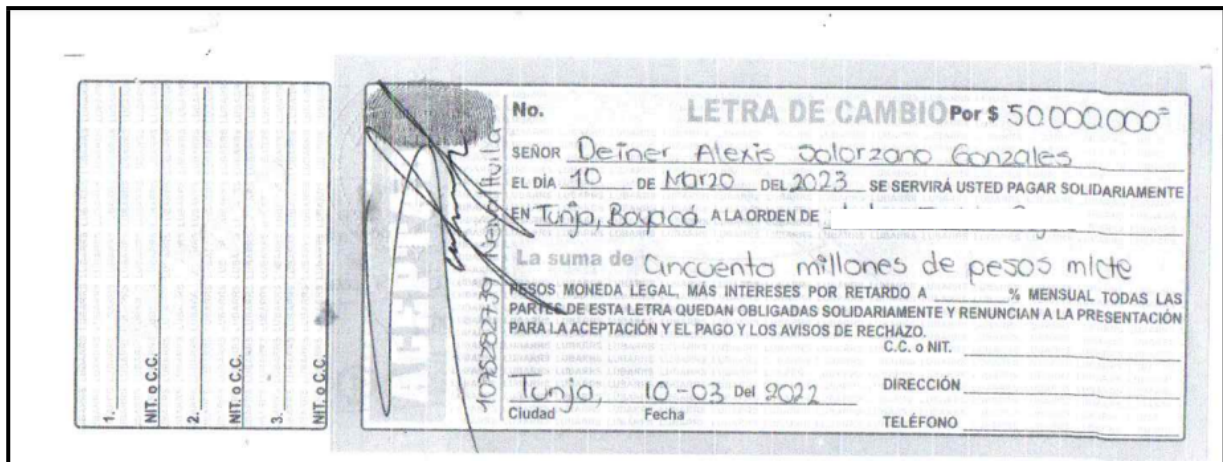 1.
NIT. o C.C.
2.
NIT. o C.C.
3.
NIT. o C.C.
1075282739 Neiva Huila
No. LETRA DE CAMBIO Por $ 50.000.000=
SEÑOR Deiner Alexis Solorzano Gonzales
EL DÍA 10 DE Marzo DEL 2023 SE SERVIRÁ USTED PAGAR SOLIDARIAMENTE
EN Tunja, Boyacá A LA ORDEN DE
La suma de Cincuenta millones de pesos mlcte
PESOS MONEDA LEGAL, MÁS INTERESES POR RETARDO A ______% MENSUAL TODAS LAS
PARTES DE ESTA LETRA QUEDAN OBLIGADAS SOLIDARIAMENTE Y RENUNCIAN A LA PRESENTACIÓN
PARA LA ACEPTACIÓN Y EL PAGO Y LOS AVISOS DE RECHAZO.
C.C. o NIT.
Tunja, 10-03 Del 2022 DIRECCIÓN
Ciudad Fecha
TELÉFONO